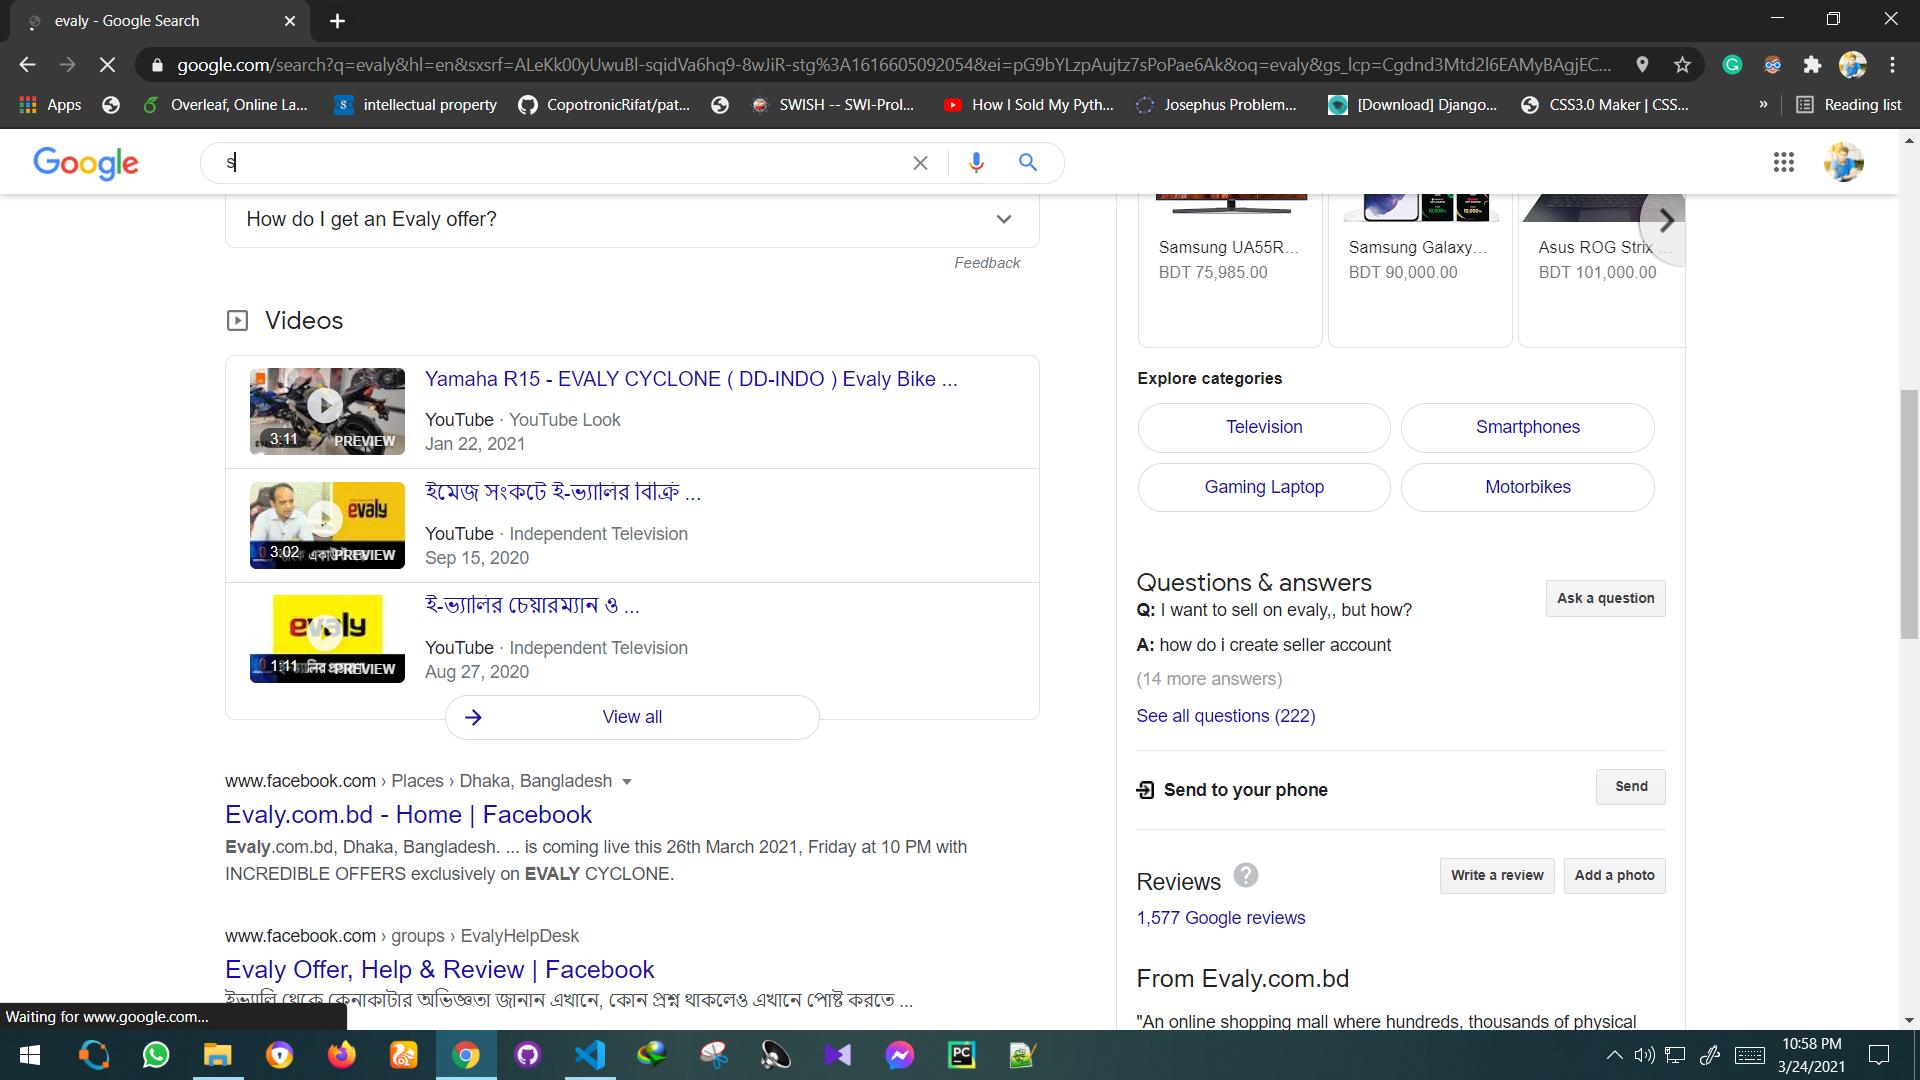 evaly - Google Search
google.com/search?q=evaly&hl=en&sxsrf=ALeKk00yUwuBl-sqidVa6hq9-8wJiR-stg%3A1616605092054&ei=pG9bYLzpAujtz7sPoPae6Ak&oq=evaly&gs_lcp=Cgdnd3Mtd2l6EAMyBAgjEC...
Apps
Overleaf, Online La...
intellectual property
CopotronicRifat/pat...
SWISH -- SWI-Prol...
How I Sold My Pyth...
Josephus Problem...
[Download] Django...
CSS3.0 Maker | CSS...
»
Reading list
Google
s
How do I get an Evaly offer?
Feedback
Videos
Yamaha R15 - EVALY CYCLONE ( DD-INDO ) Evaly Bike ...
YouTube · YouTube Look
Jan 22, 2021
3:11 PREVIEW
ইমেজ সংকটে ই-ভ্যালির বিক্রি ...
YouTube · Independent Television
Sep 15, 2020
evaly
3:02 PREVIEW
ই-ভ্যালির চেয়ারম্যান ও ...
YouTube · Independent Television
Aug 27, 2020
evaly
1:11 PREVIEW
View all
www.facebook.com › Places › Dhaka, Bangladesh
Evaly.com.bd - Home | Facebook
Evaly.com.bd, Dhaka, Bangladesh. ... is coming live this 26th March 2021, Friday at 10 PM with
INCREDIBLE OFFERS exclusively on EVALY CYCLONE.
www.facebook.com › groups › EvalyHelpDesk
Evaly Offer, Help & Review | Facebook
ইভ্যালি থেকে কেনাকাটার অভিজ্ঞতা জানান এখানে, কোন প্রশ্ন থাকলেও এখানে পোষ্ট করতে ...
Samsung UA55R...
BDT 75,985.00
Samsung Galaxy...
BDT 90,000.00
Asus ROG Strix ...
BDT 101,000.00
Explore categories
Television
Smartphones
Gaming Laptop
Motorbikes
Questions & answers
Ask a question
Q: I want to sell on evaly,, but how?
A: how do i create seller account
(14 more answers)
See all questions (222)
Send to your phone
Send
Reviews
Write a review
Add a photo
1,577 Google reviews
From Evaly.com.bd
"An online shopping mall where hundreds, thousands of physical
Waiting for www.google.com...
PC
10:58 PM
3/24/2021